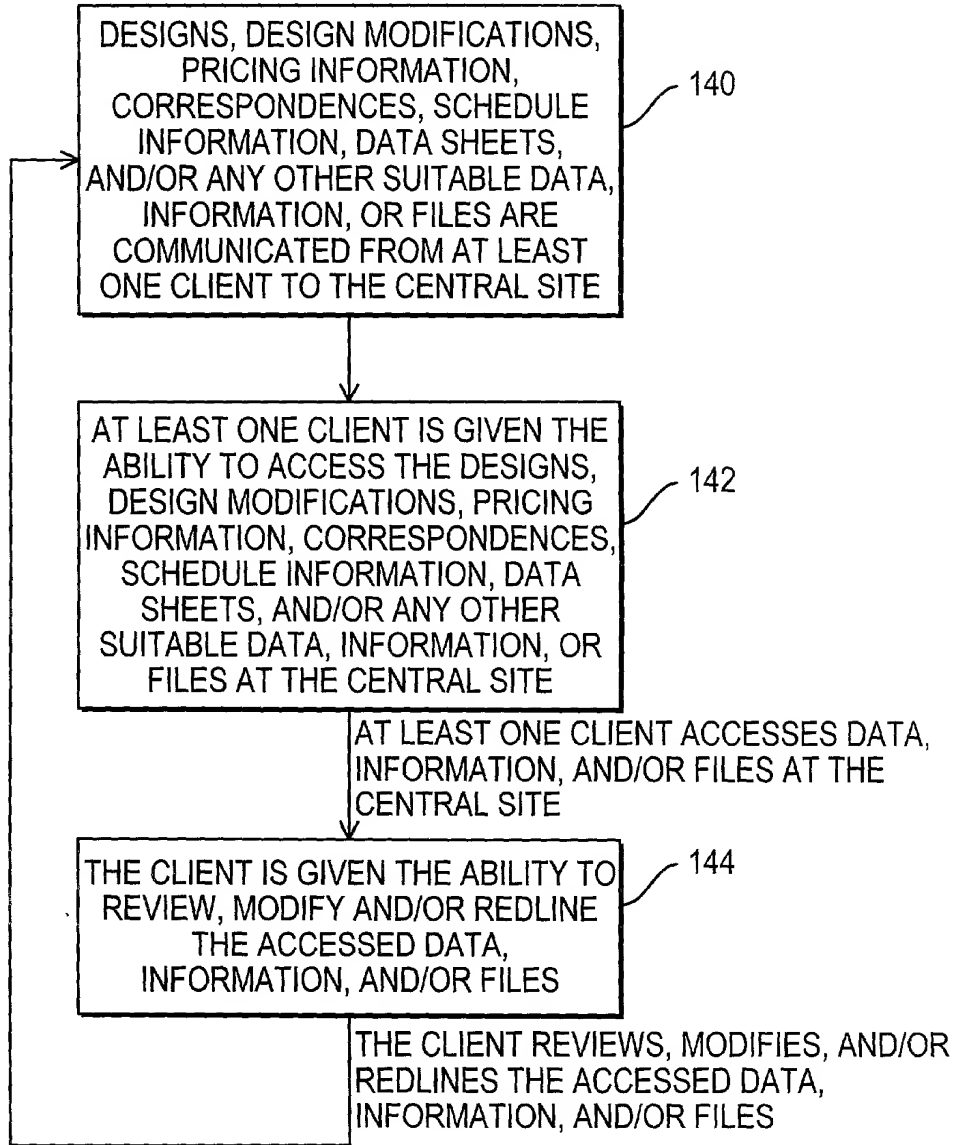 DESIGNS, DESIGN MODIFICATIONS,
PRICING INFORMATION,
CORRESPONDENCES, SCHEDULE
INFORMATION, DATA SHEETS,
AND/OR ANY OTHER SUITABLE DATA,
INFORMATION, OR FILES ARE
COMMUNICATED FROM AT LEAST
ONE CLIENT TO THE CENTRAL SITE
140
AT LEAST ONE CLIENT IS GIVEN THE
ABILITY TO ACCESS THE DESIGNS,
DESIGN MODIFICATIONS, PRICING
INFORMATION, CORRESPONDENCES,
SCHEDULE INFORMATION, DATA
SHEETS, AND/OR ANY OTHER
SUITABLE DATA, INFORMATION, OR
FILES AT THE CENTRAL SITE
142
AT LEAST ONE CLIENT ACCESSES DATA,
INFORMATION, AND/OR FILES AT THE
CENTRAL SITE
THE CLIENT IS GIVEN THE ABILITY TO
REVIEW, MODIFY AND/OR REDLINE
THE ACCESSED DATA,
INFORMATION, AND/OR FILES
144
THE CLIENT REVIEWS, MODIFIES, AND/OR
REDLINES THE ACCESSED DATA,
INFORMATION, AND/OR FILES